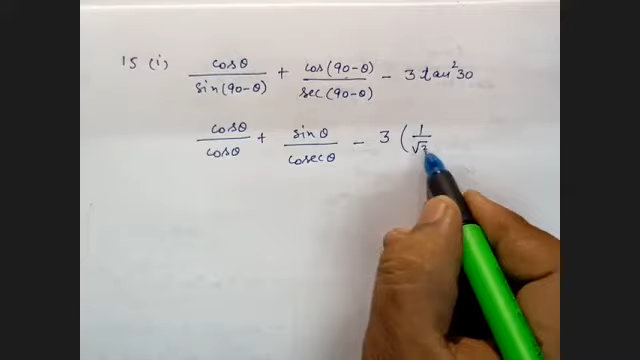 15 (i) cosθ / sin(90-θ) + cos(90-θ) / sec(90-θ) - 3 tan²30
cosθ / cosθ + sinθ / cosecθ - 3 ( 1 / √3